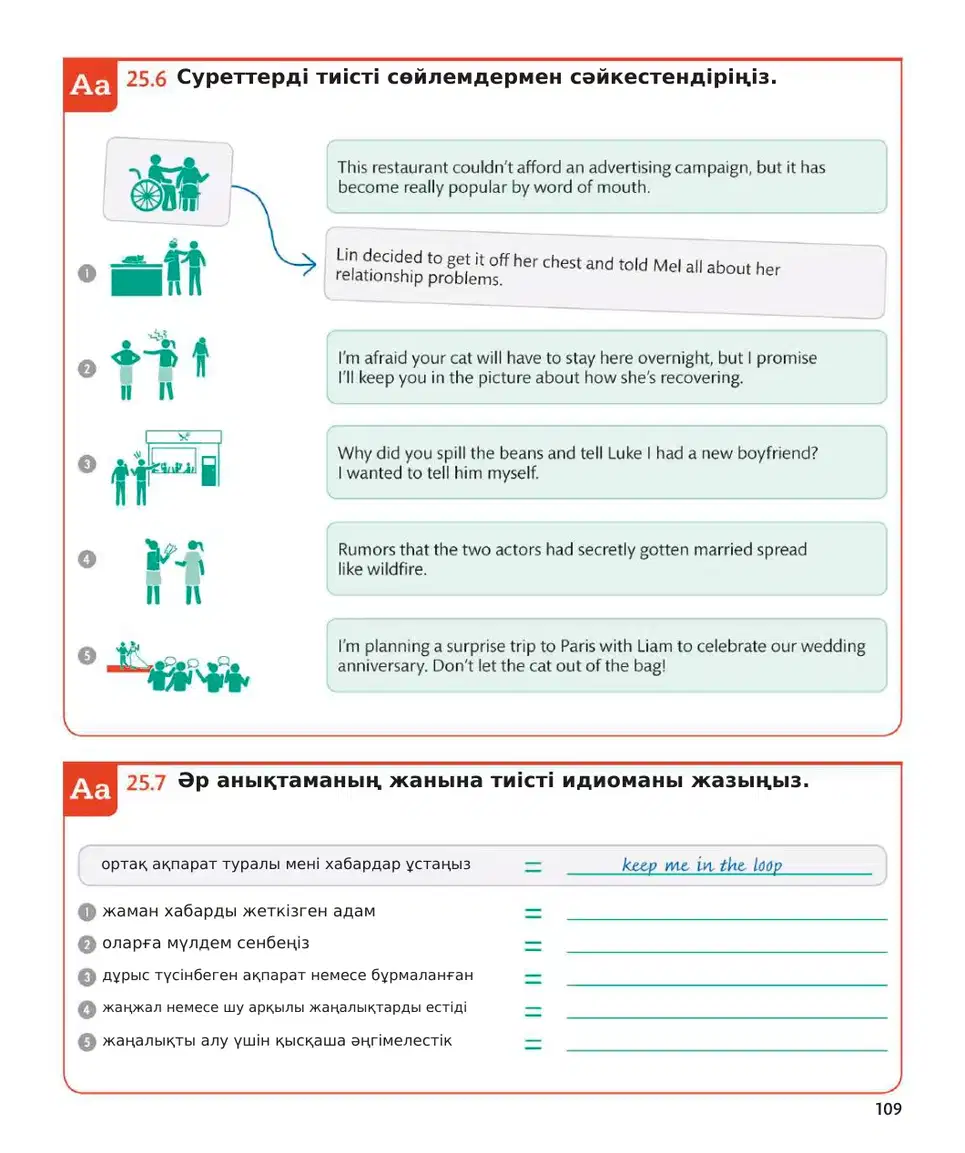 Aa 25.6 Суреттерді тиісті сөйлемдермен сәйкестендіріңіз.
This restaurant couldn't afford an advertising campaign, but it has
become really popular by word of mouth.
Lin decided to get it off her chest and told Mel all about her
relationship problems.
1
I'm afraid your cat will have to stay here overnight, but I promise
I'll keep you in the picture about how she's recovering.
2
Why did you spill the beans and tell Luke I had a new boyfriend?
I wanted to tell him myself.
3
Rumors that the two actors had secretly gotten married spread
like wildfire.
4
I'm planning a surprise trip to Paris with Liam to celebrate our wedding
anniversary. Don't let the cat out of the bag!
5
Aa 25.7 Әр анықтаманың жанына тиісті идиоманы жазыңыз.
ортақ ақпарат туралы мені хабардар ұстаңыз = keep me in the loop
1 жаман хабарды жеткізген адам =
2 оларға мүлдем сенбеңіз =
3 дұрыс түсінбеген ақпарат немесе бұрмаланған =
4 жаңжал немесе шу арқылы жаңалықтарды естіді =
5 жаңалықты алу үшін қысқаша әңгімелестік =
109